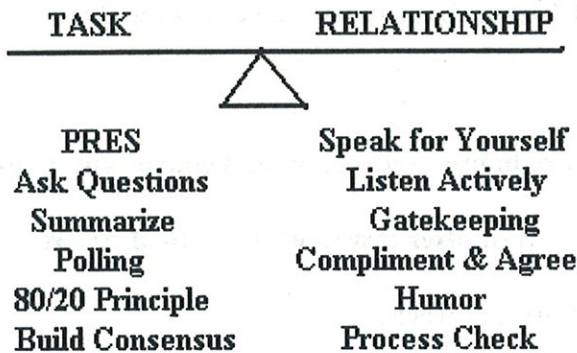 TASK RELATIONSHIP
PRES Speak for Yourself
Ask Questions Listen Actively
Summarize Gatekeeping
Polling Compliment & Agree
80/20 Principle Humor
Build Consensus Process Check